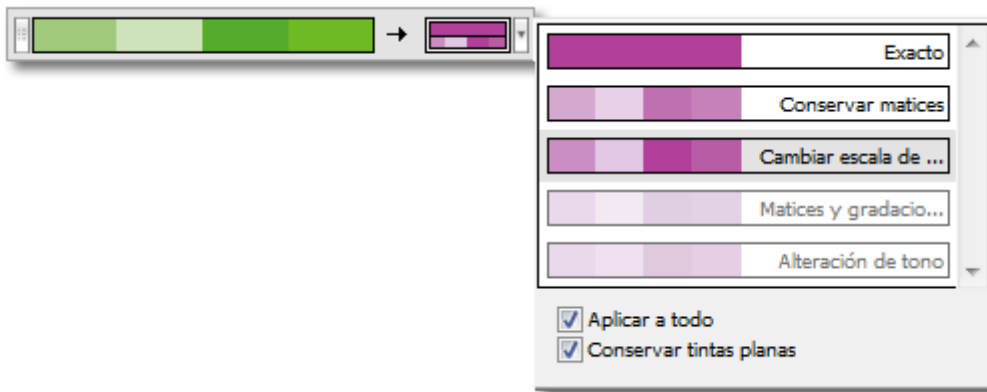 Exacto
Conservar matices
Cambiar escala de ...
Matices y gradacio...
Alteración de tono
Aplicar a todo
Conservar tintas planas